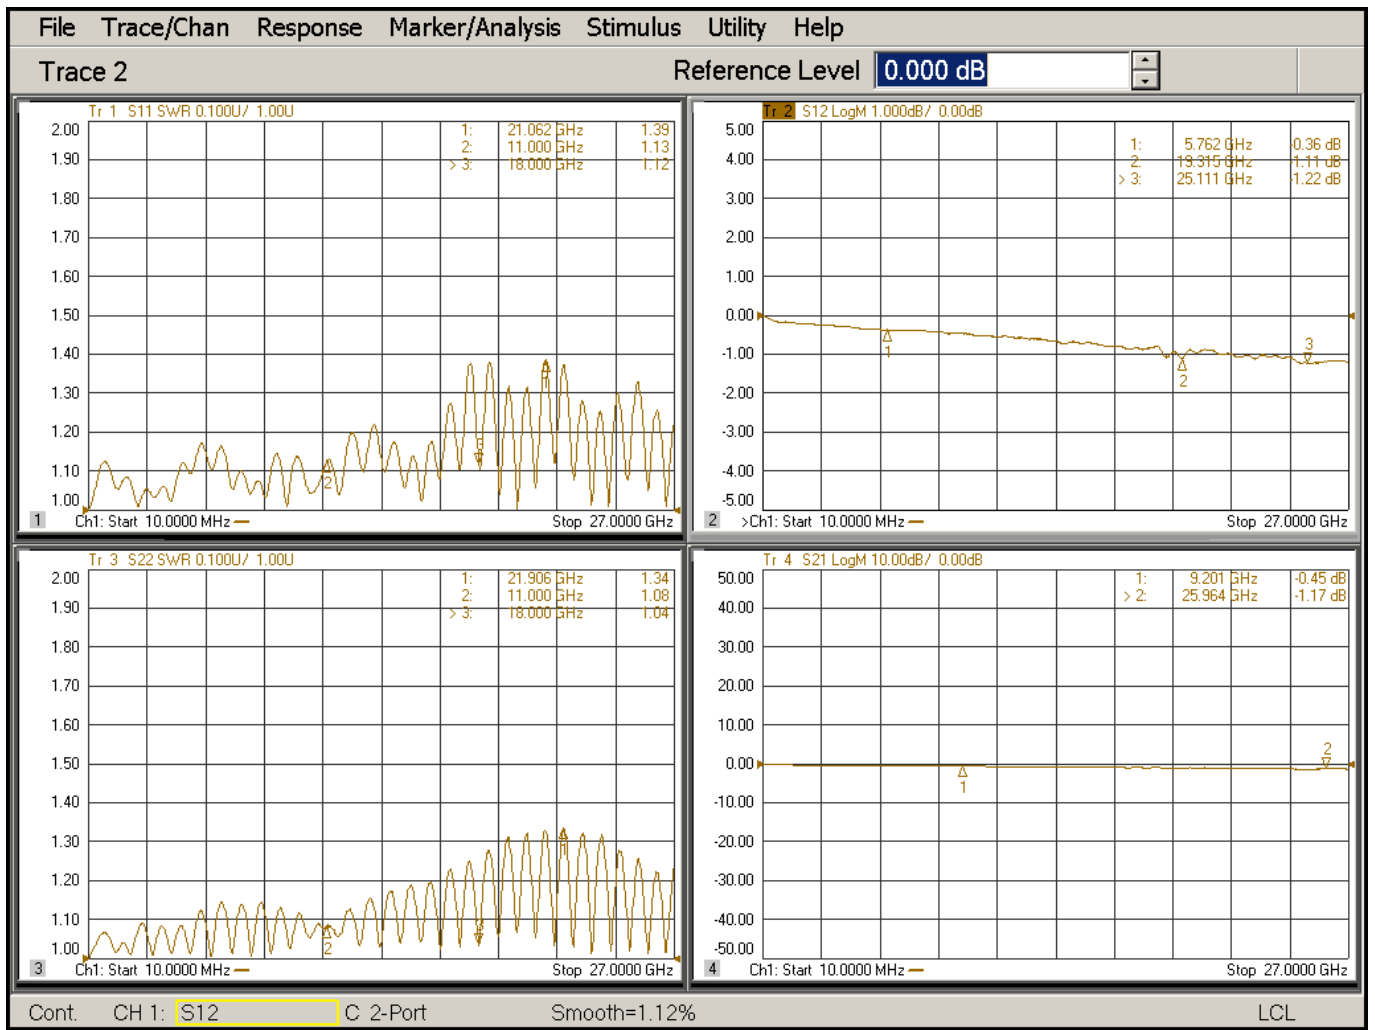 File Trace/Chan Response Marker/Analysis Stimulus Utility Help
Trace 2 Reference Level 0.000 dB
Tr 1 S11 SWR 0.100U/ 1.00U
2.00
1.90
1.80
1.70
1.60
1.50
1.40
1.30
1.20
1.10
1.00
1: 21.062 GHz 1.39
2: 11.000 GHz 1.13
> 3: 18.000 GHz 1.12
1
2
3
1 Ch1: Start 10.0000 MHz Stop 27.0000 GHz
Tr 2 S12 LogM 1.000dB/ 0.00dB
5.00
4.00
3.00
2.00
1.00
0.00
-1.00
-2.00
-3.00
-4.00
-5.00
1: 5.762 GHz -0.36 dB
2: 19.315 GHz -1.11 dB
> 3: 25.111 GHz -1.22 dB
1
2
3
2 >Ch1: Start 10.0000 MHz Stop 27.0000 GHz
Tr 3 S22 SWR 0.100U/ 1.00U
2.00
1.90
1.80
1.70
1.60
1.50
1.40
1.30
1.20
1.10
1.00
1: 21.906 GHz 1.34
2: 11.000 GHz 1.08
> 3: 18.000 GHz 1.04
1
2
3
3 Ch1: Start 10.0000 MHz Stop 27.0000 GHz
Tr 4 S21 LogM 10.00dB/ 0.00dB
50.00
40.00
30.00
20.00
10.00
0.00
-10.00
-20.00
-30.00
-40.00
-50.00
1: 9.201 GHz -0.45 dB
> 2: 25.964 GHz -1.17 dB
1
2
4 Ch1: Start 10.0000 MHz Stop 27.0000 GHz
Cont. CH 1: S12 C 2-Port Smooth=1.12% LCL